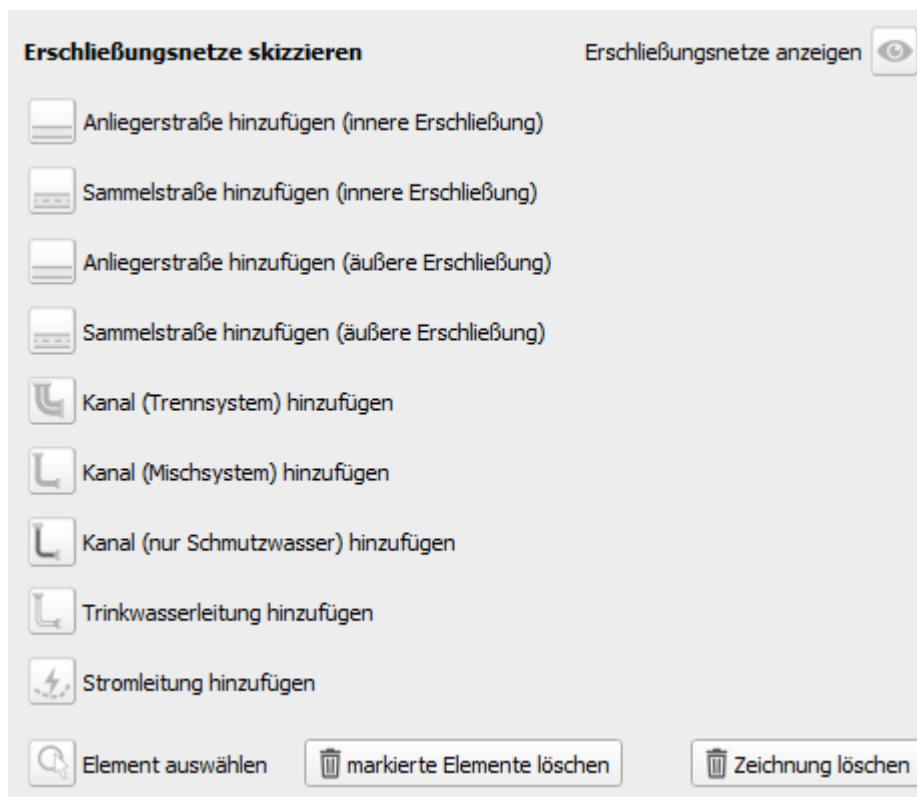 Erschließungsnetze skizzieren Erschließungsnetze anzeigen
Anliegerstraße hinzufügen (innere Erschließung)
Sammelstraße hinzufügen (innere Erschließung)
Anliegerstraße hinzufügen (äußere Erschließung)
Sammelstraße hinzufügen (äußere Erschließung)
Kanal (Trennsystem) hinzufügen
Kanal (Mischsystem) hinzufügen
Kanal (nur Schmutzwasser) hinzufügen
Trinkwasserleitung hinzufügen
Stromleitung hinzufügen
Element auswählen markierte Elemente löschen Zeichnung löschen